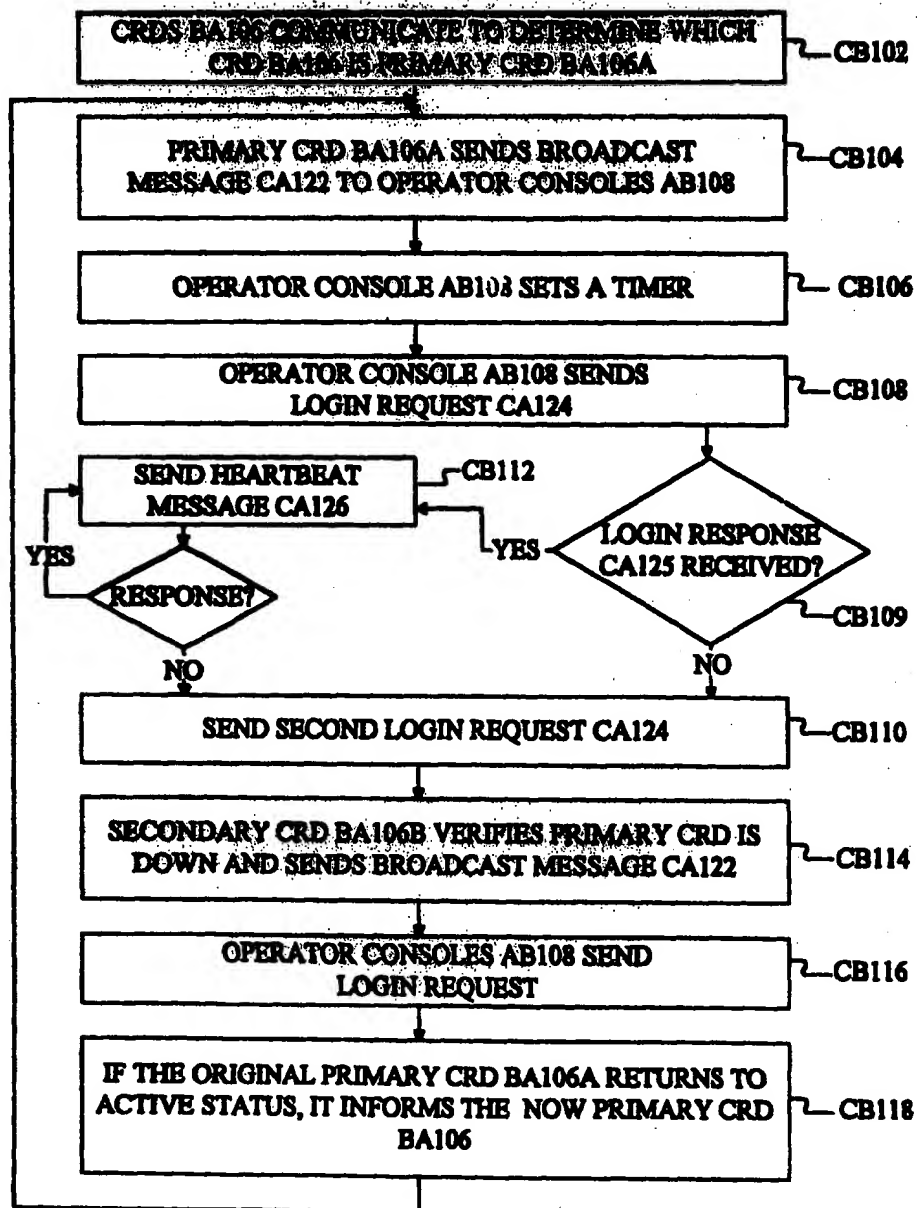 CRDS BA106 COMMUNICATE TO DETERMINE WHICH
CRD BA106 IS PRIMARY CRD BA106A
CB102
PRIMARY CRD BA106A SENDS BROADCAST
MESSAGE CA122 TO OPERATOR CONSOLES AB108
CB104
OPERATOR CONSOLE AB108 SETS A TIMER
CB106
OPERATOR CONSOLE AB108 SENDS
LOGIN REQUEST CA124
CB108
SEND HEARTBEAT
MESSAGE CA126
CB112
LOGIN RESPONSE
CA125 RECEIVED?
CB109
YES
YES
RESPONSE?
NO
NO
SEND SECOND LOGIN REQUEST CA124
CB110
SECONDARY CRD BA106B VERIFIES PRIMARY CRD IS
DOWN AND SENDS BROADCAST MESSAGE CA122
CB114
OPERATOR CONSOLES AB108 SEND
LOGIN REQUEST
CB116
IF THE ORIGINAL PRIMARY CRD BA106A RETURNS TO
ACTIVE STATUS, IT INFORMS THE NOW PRIMARY CRD
BA106
CB118